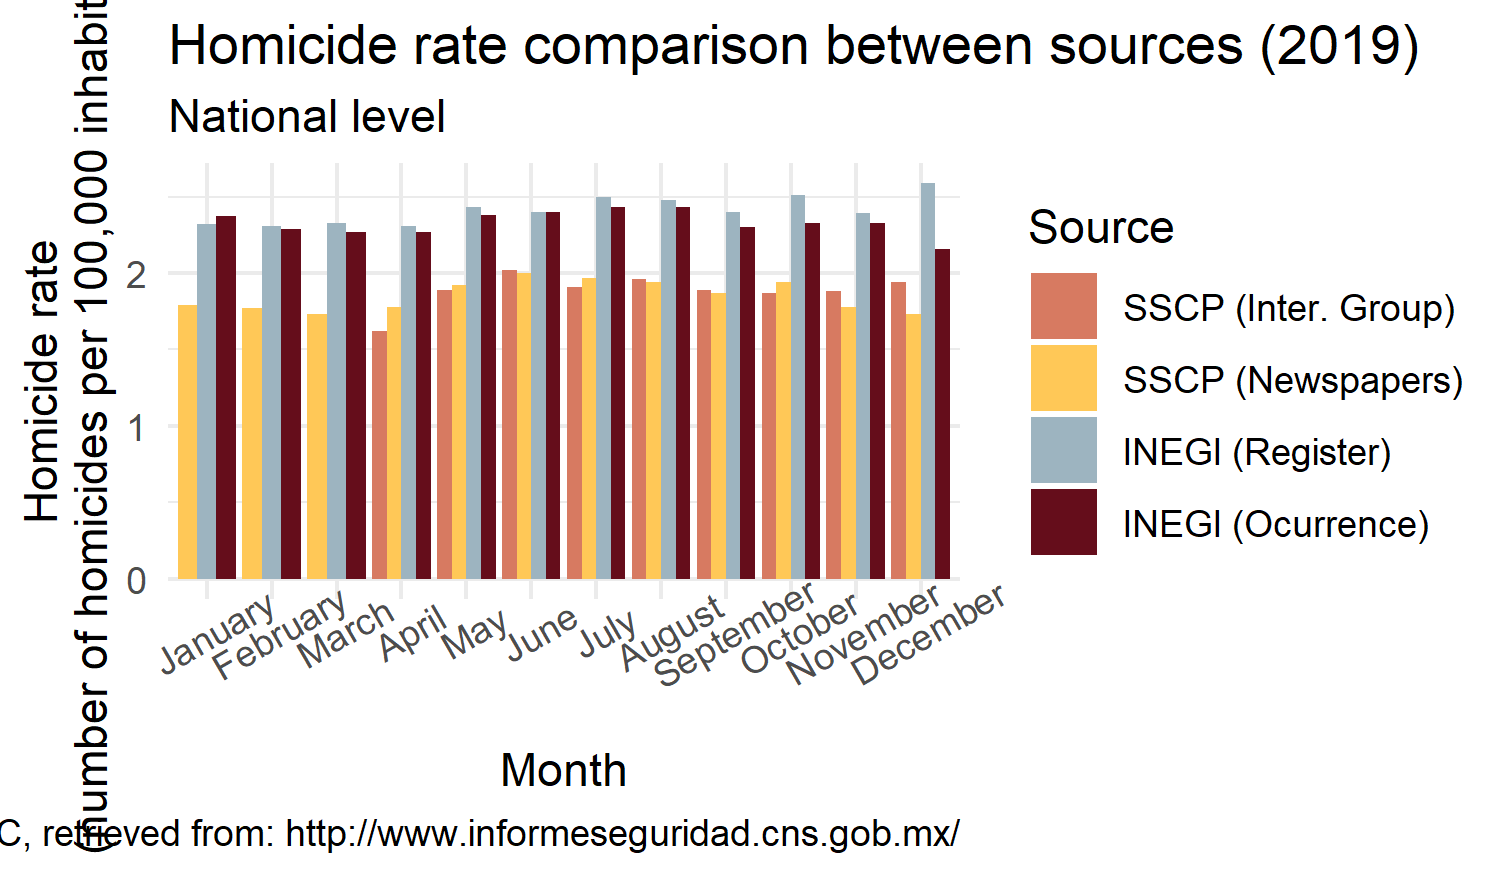 Homicide rate comparison between sources (2019)
National level
Homicide rate
(number of homicides per 100,000
2
1
0
January
February
March
April
May
June
July
August
September
October
November
December
Month
Source
SSCP (Inter. Group)
SSCP (Newspapers)
INEGI (Register)
INEGI (Ocurrence)
C, retrieved from: http://www.informeseguridad.cns.gob.mx/